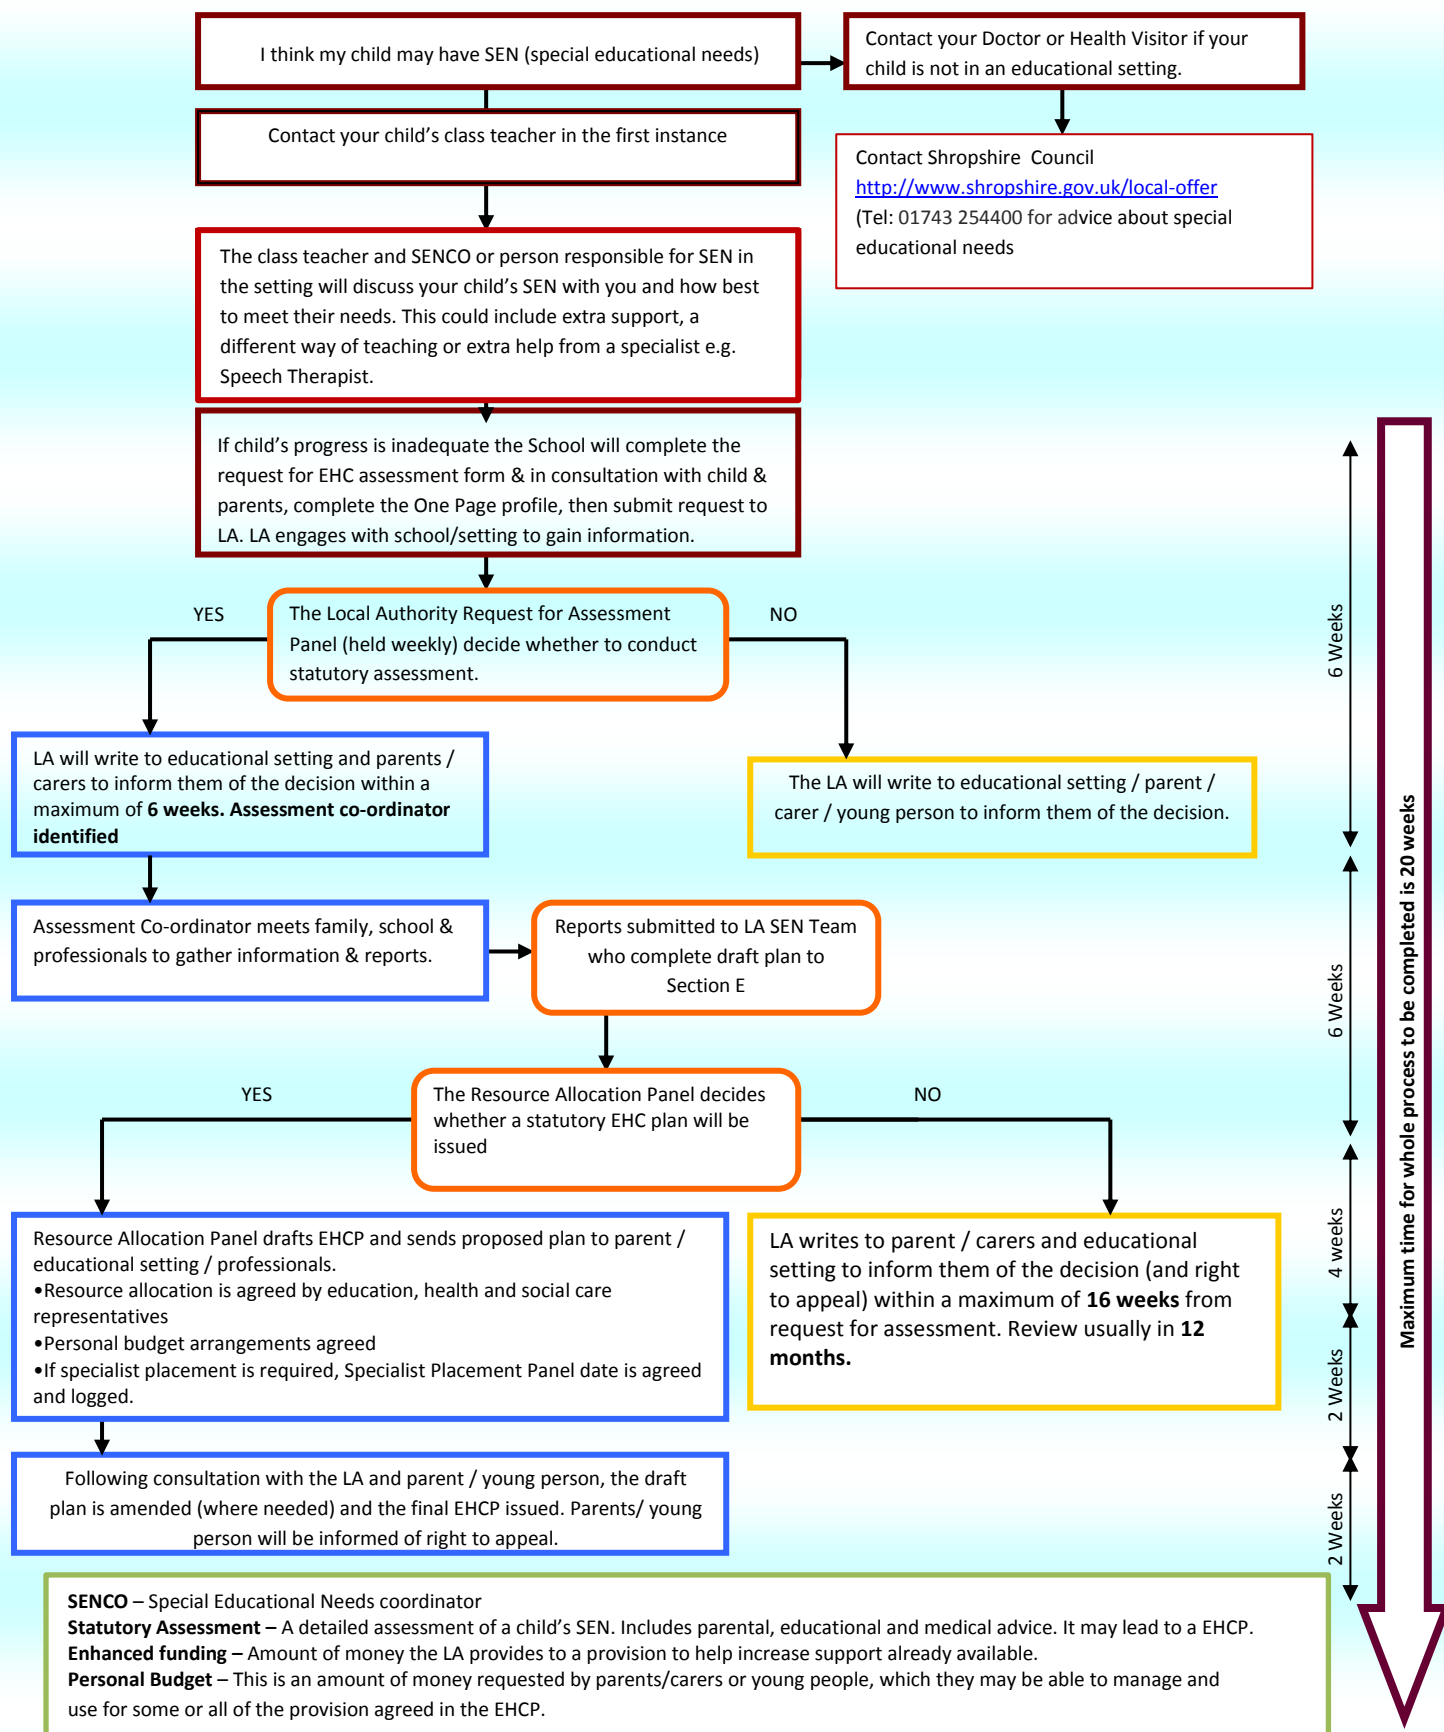 I think my child may have SEN (special educational needs)
Contact your Doctor or Health Visitor if your
child is not in an educational setting.
Contact your child's class teacher in the first instance
Contact Shropshire Council
http://www.shropshire.gov.uk/local-offer
(Tel: 01743 254400 for advice about special
educational needs
The class teacher and SENCO or person responsible for SEN in
the setting will discuss your child's SEN with you and how best
to meet their needs. This could include extra support, a
different way of teaching or extra help from a specialist e.g.
Speech Therapist.
If child's progress is inadequate the School will complete the
request for EHC assessment form & in consultation with child &
parents, complete the One Page profile, then submit request to
LA. LA engages with school/setting to gain information.
YES
The Local Authority Request for Assessment
Panel (held weekly) decide whether to conduct
statutory assessment.
NO
LA will write to educational setting and parents /
carers to inform them of the decision within a
maximum of 6 weeks. Assessment co-ordinator
identified
The LA will write to educational setting / parent /
carer / young person to inform them of the decision.
Assessment Co-ordinator meets family, school &
professionals to gather information & reports.
Reports submitted to LA SEN Team
who complete draft plan to
Section E
YES
The Resource Allocation Panel decides
whether a statutory EHC plan will be
issued
NO
Resource Allocation Panel drafts EHCP and sends proposed plan to parent /
educational setting / professionals.
•Resource allocation is agreed by education, health and social care
representatives
•Personal budget arrangements agreed
•If specialist placement is required, Specialist Placement Panel date is agreed
and logged.
LA writes to parent / carers and educational
setting to inform them of the decision (and right
to appeal) within a maximum of 16 weeks from
request for assessment. Review usually in 12
months.
Following consultation with the LA and parent / young person, the draft
plan is amended (where needed) and the final EHCP issued. Parents/ young
person will be informed of right to appeal.
6 Weeks
6 Weeks
4 weeks
2 Weeks
2 Weeks
Maximum time for whole process to be completed is 20 weeks
SENCO – Special Educational Needs coordinator
Statutory Assessment – A detailed assessment of a child's SEN. Includes parental, educational and medical advice. It may lead to a EHCP.
Enhanced funding – Amount of money the LA provides to a provision to help increase support already available.
Personal Budget – This is an amount of money requested by parents/carers or young people, which they may be able to manage and
use for some or all of the provision agreed in the EHCP.